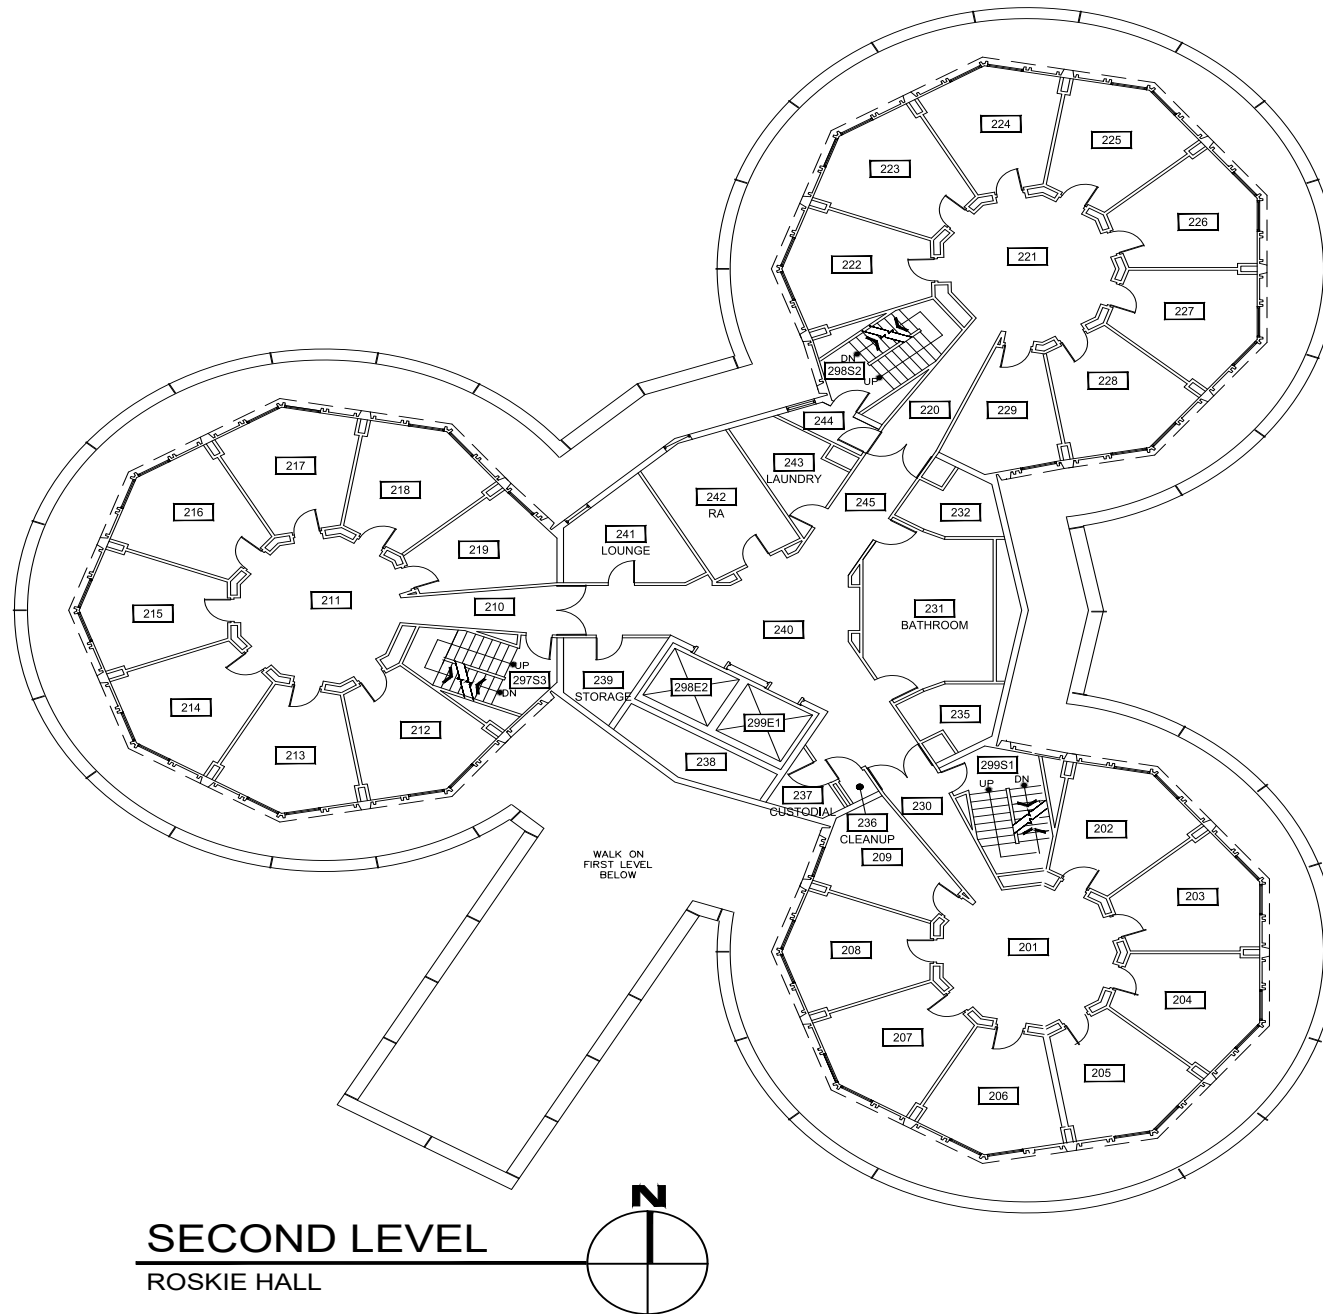 224
225
223
226
221
222
227
DN
298S2
UP
228
220
229
244
217
243
LAUNDRY
218
242
RA
245
216
232
241
LOUNGE
219
211
210
215
231
BATHROOM
240
UP
297S3
DN
239
STORAGE
298E2
214
235
299E1
212
213
238
299S1
UP
DN
237
CUSTODIAL
230
236
CLEANUP
202
209
WALK ON
FIRST LEVEL
BELOW
203
201
208
204
207
205
206
N
SECOND LEVEL
ROSKIE HALL